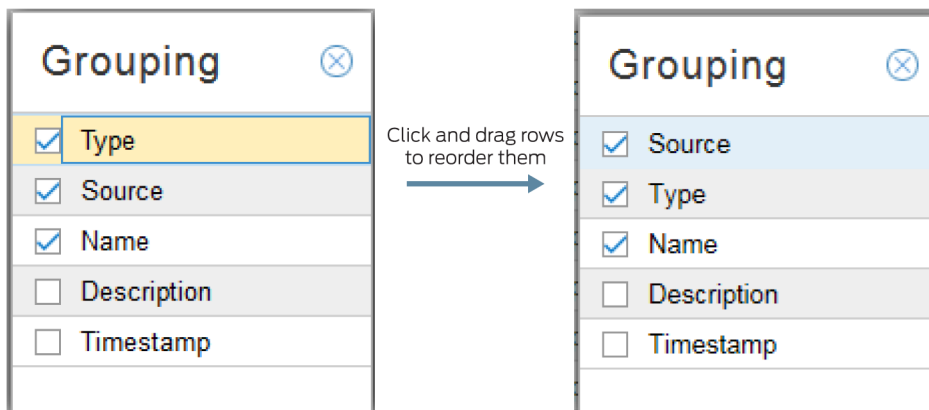 Grouping
Type
Source
Name
Description
Timestamp
Click and drag rows
to reorder them
Grouping
Source
Type
Name
Description
Timestamp